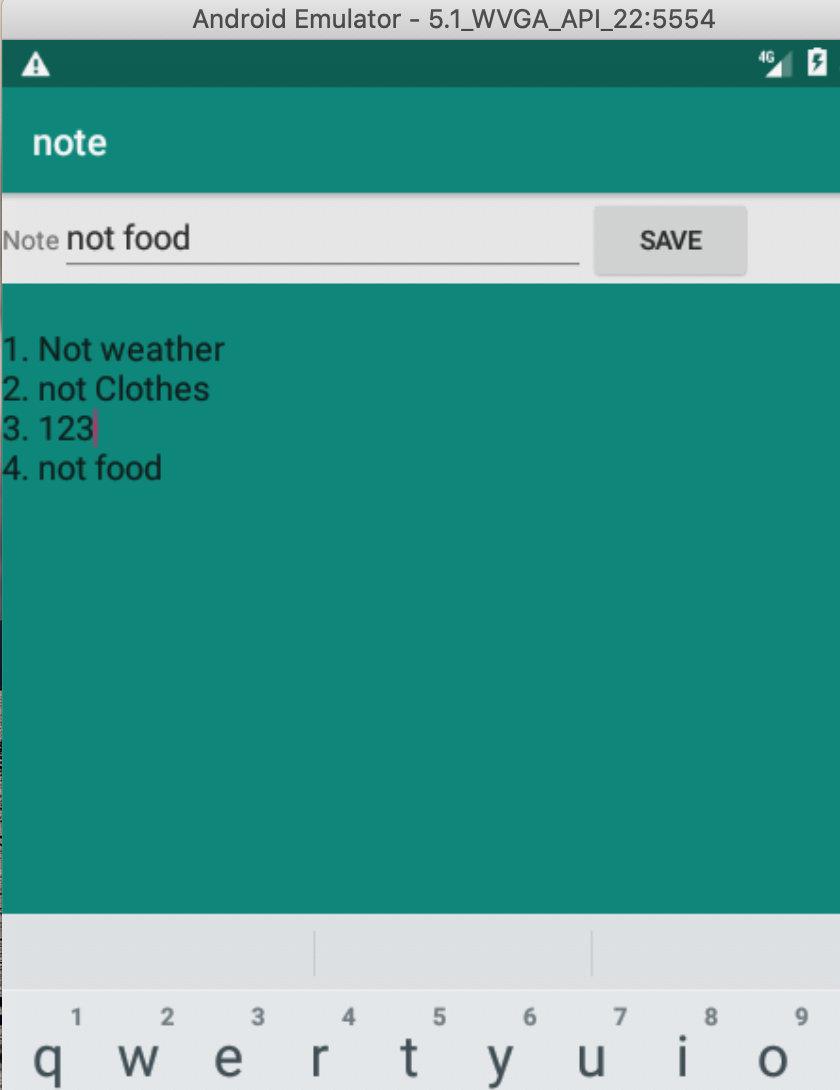 Android Emulator - 5.1_WVGA_API_22:5554
4G
note
Note not food SAVE
1. Not weather
2. not Clothes
3. 123
4. not food
1 2 3 4 5 6 7 8 9
q w e r t y u i o